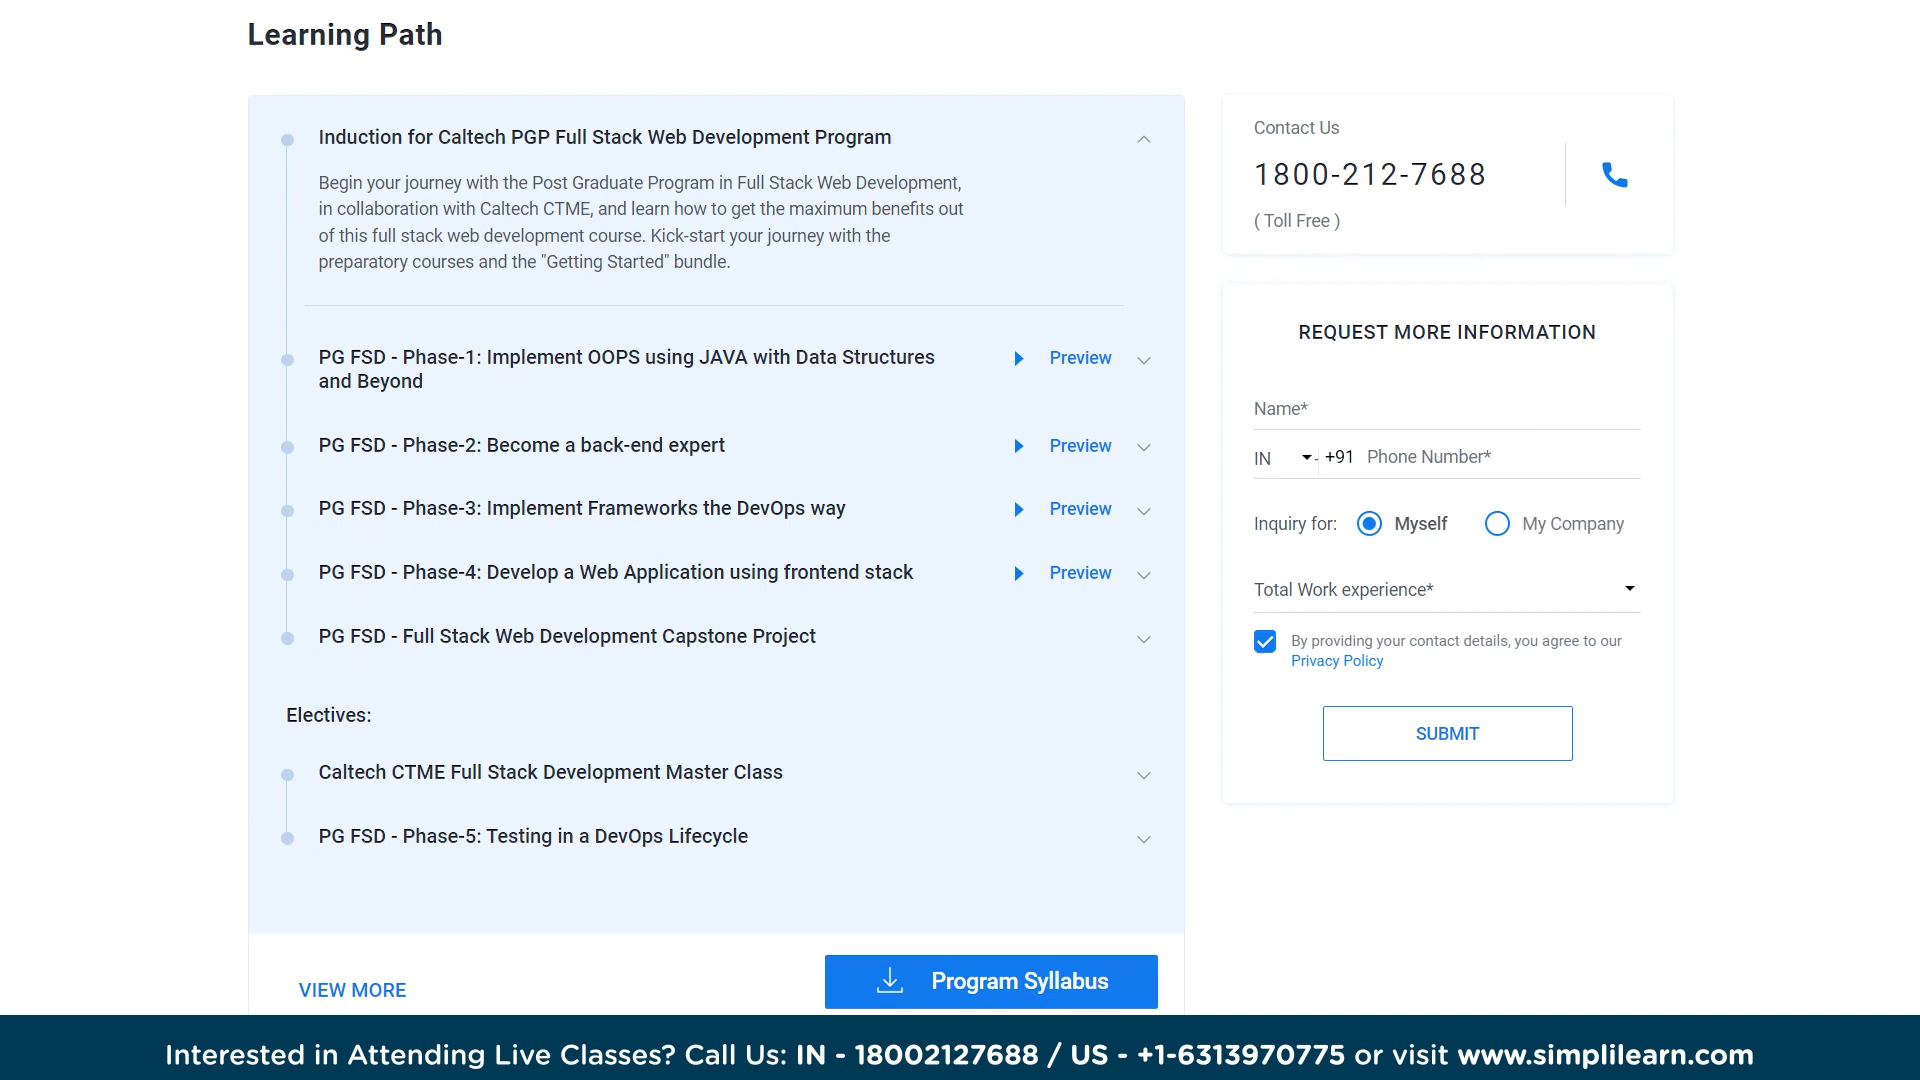 Learning Path
Induction for Caltech PGP Full Stack Web Development Program
Begin your journey with the Post Graduate Program in Full Stack Web Development,
in collaboration with Caltech CTME, and learn how to get the maximum benefits out
of this full stack web development course. Kick-start your journey with the
preparatory courses and the "Getting Started" bundle.
PG FSD - Phase-1: Implement OOPS using JAVA with Data Structures
and Beyond
Preview
PG FSD - Phase-2: Become a back-end expert
Preview
PG FSD - Phase-3: Implement Frameworks the DevOps way
Preview
PG FSD - Phase-4: Develop a Web Application using frontend stack
Preview
PG FSD - Full Stack Web Development Capstone Project
Electives:
Caltech CTME Full Stack Development Master Class
PG FSD - Phase-5: Testing in a DevOps Lifecycle
VIEW MORE
Program Syllabus
Contact Us
1800-212-7688
( Toll Free )
REQUEST MORE INFORMATION
Name*
IN - +91 Phone Number*
Inquiry for: Myself My Company
Total Work experience*
By providing your contact details, you agree to our
Privacy Policy
SUBMIT
Interested in Attending Live Classes? Call Us: IN - 18002127688 / US - +1-6313970775 or visit www.simplilearn.com